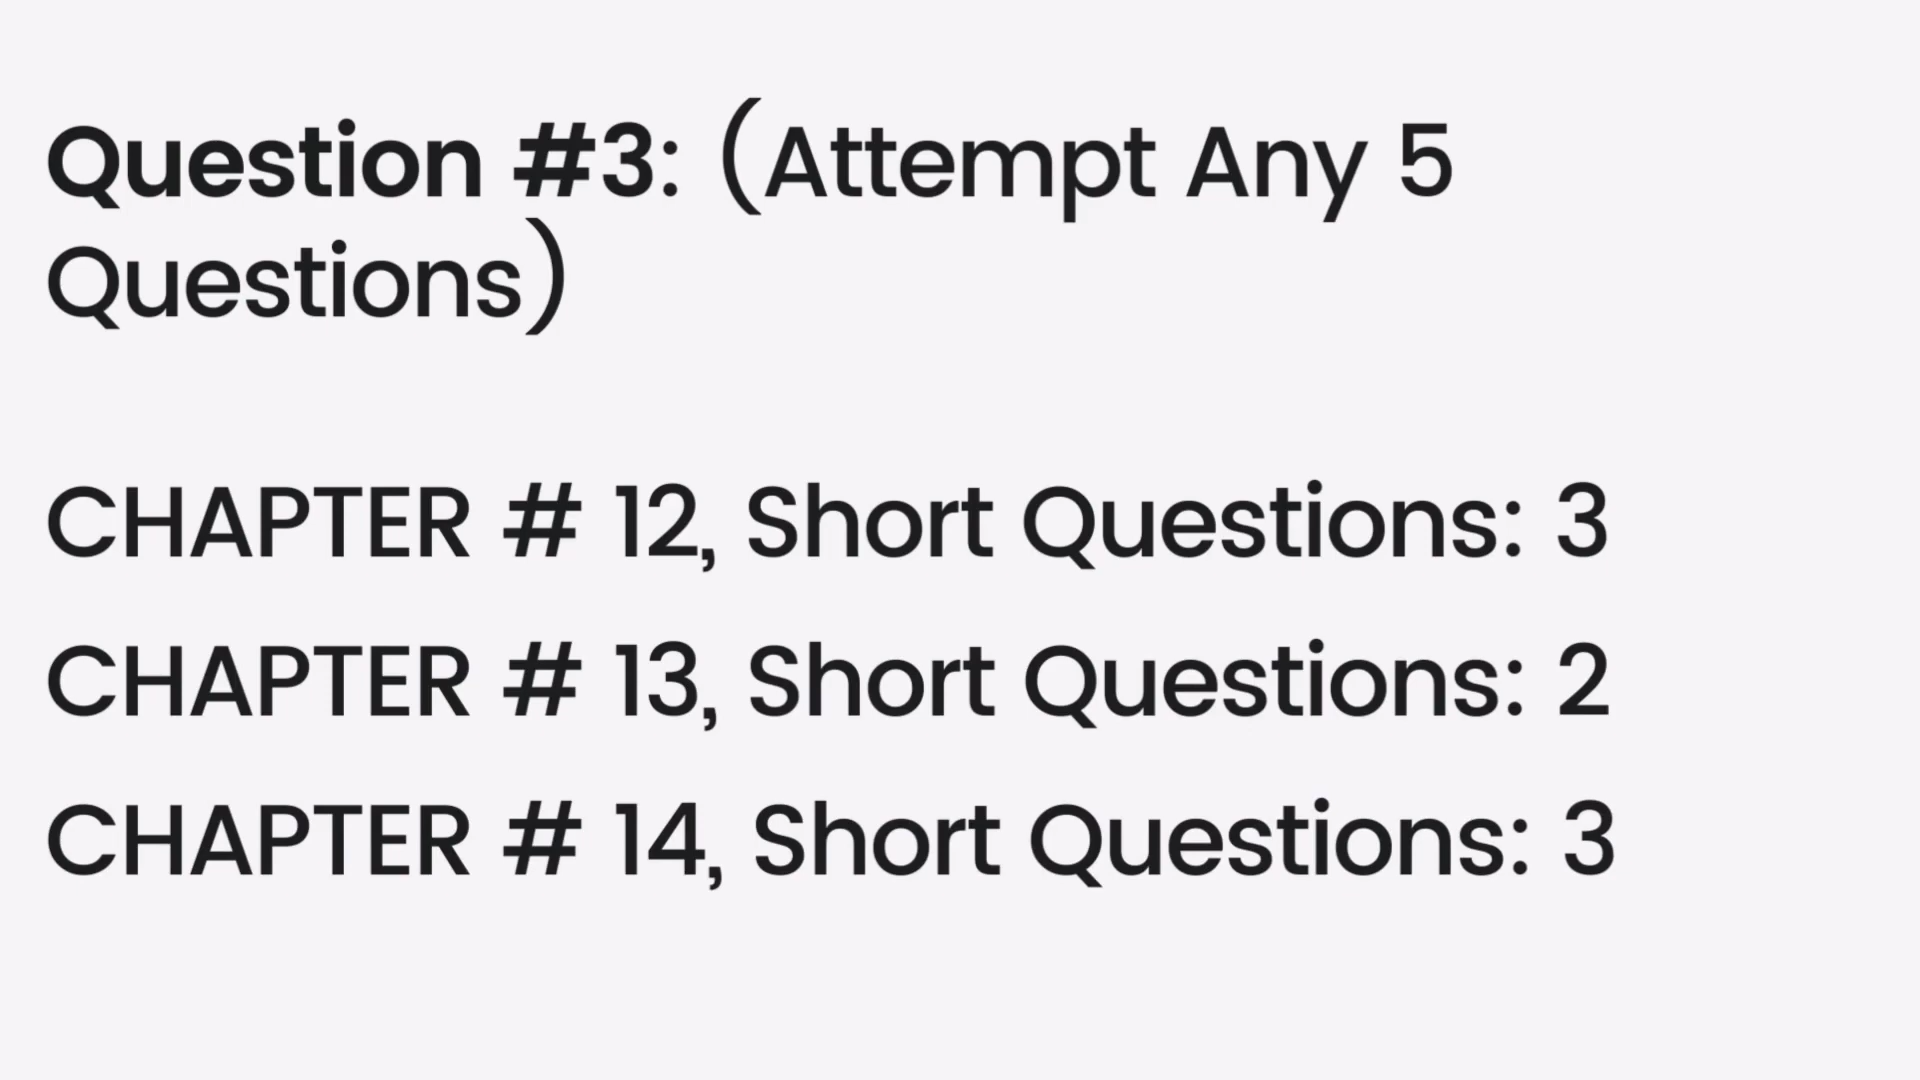 Question #3: (Attempt Any 5
Questions)
CHAPTER # 12, Short Questions: 3
CHAPTER # 13, Short Questions: 2
CHAPTER # 14, Short Questions: 3